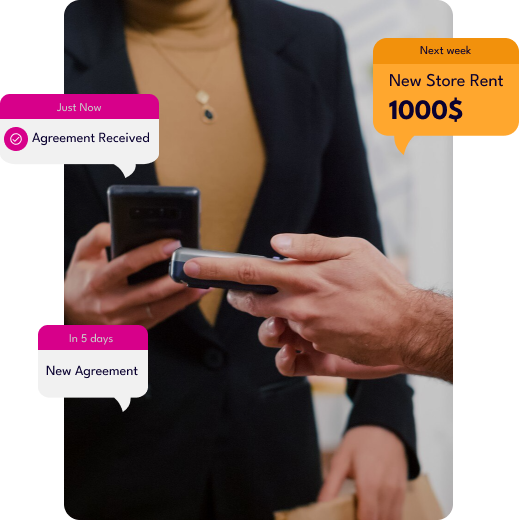 Next week
New Store Rent
1000$
Just Now
Agreement Received
In 5 days
New Agreement